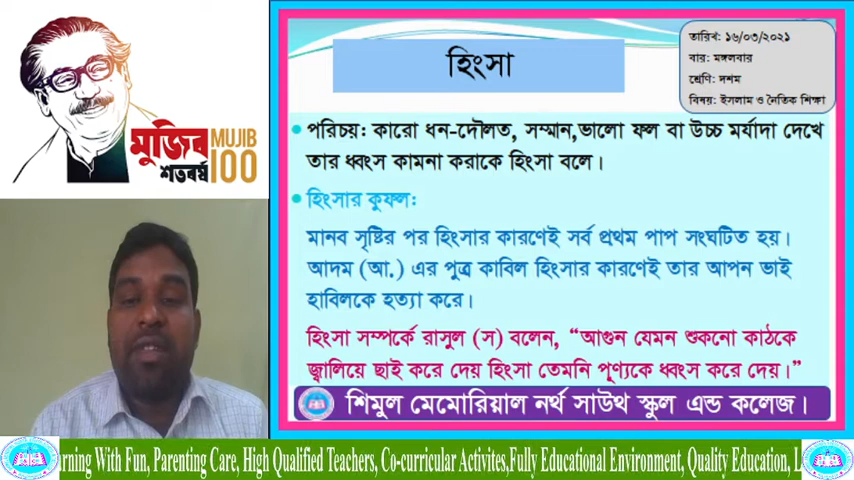 মুজিব MUJIB
শতবর্ষ 100
হিংসা
তারিখ: ১৬/০৩/২০২১
বার: মঙ্গলবার
শ্রেণি: দশম
বিষয়: ইসলাম ও নৈতিক শিক্ষা
• পরিচয়: কারো ধন-দৌলত, সম্মান,ভালো ফল বা উচ্চ মর্যাদা দেখে
তার ধ্বংস কামনা করাকে হিংসা বলে।
• হিংসার কুফল:
মানব সৃষ্টির পর হিংসার কারণেই সর্ব প্রথম পাপ সংঘটিত হয়।
আদম (আ.) এর পুত্র কাবিল হিংসার কারণেই তার আপন ভাই
হাবিলকে হত্যা করে।
হিংসা সম্পর্কে রাসুল (স) বলেন, “আগুন যেমন শুকনো কাঠকে
জ্বালিয়ে ছাই করে দেয় হিংসা তেমনি পূণ্যকে ধ্বংস করে দেয়।”
শিমুল মেমোরিয়াল নর্থ সাউথ স্কুল এন্ড কলেজ।
rning With Fun, Parenting Care, High Qualified Teachers, Co-curricular Activites,Fully Educational Environment, Quality Education, L